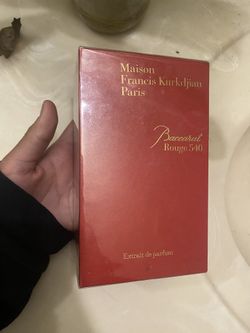 Maison
Francis Kurkdjian
Paris
Baccarat
Rouge 540
Extrait de parfum